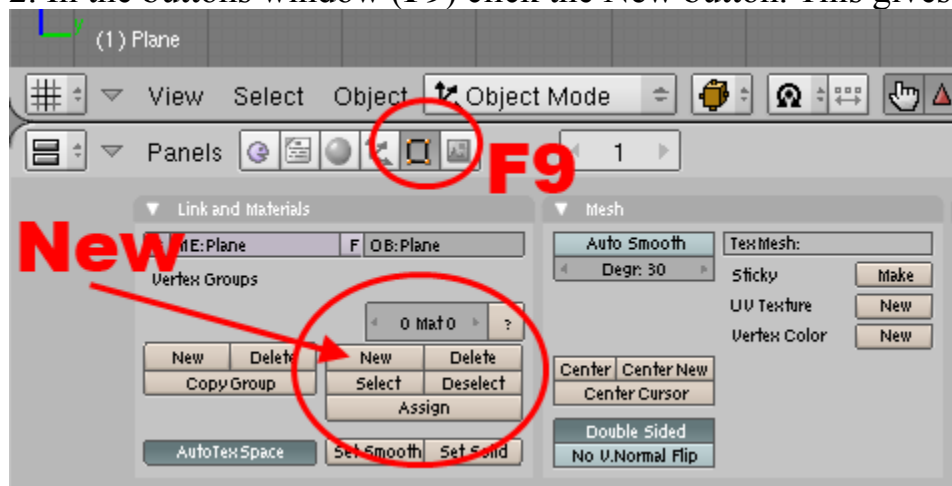 2. In the buttons window (F9) click the New button. This gives
y
(1) Plane
View Select Object Object Mode
Panels 1
F9
Link and Materials
Mesh
New
ME:Plane F OB:Plane
Auto Smooth
TexMesh:
Degr: 30
Sticky Make
Vertex Groups
UV Texture New
0 Mat 0 ?
Vertex Color New
New Delete New Delete
Copy Group Select Deselect
Center Center New
Assign
Center Cursor
AutoTexSpace Set Smooth Set Solid
Double Sided
No V.Normal Flip